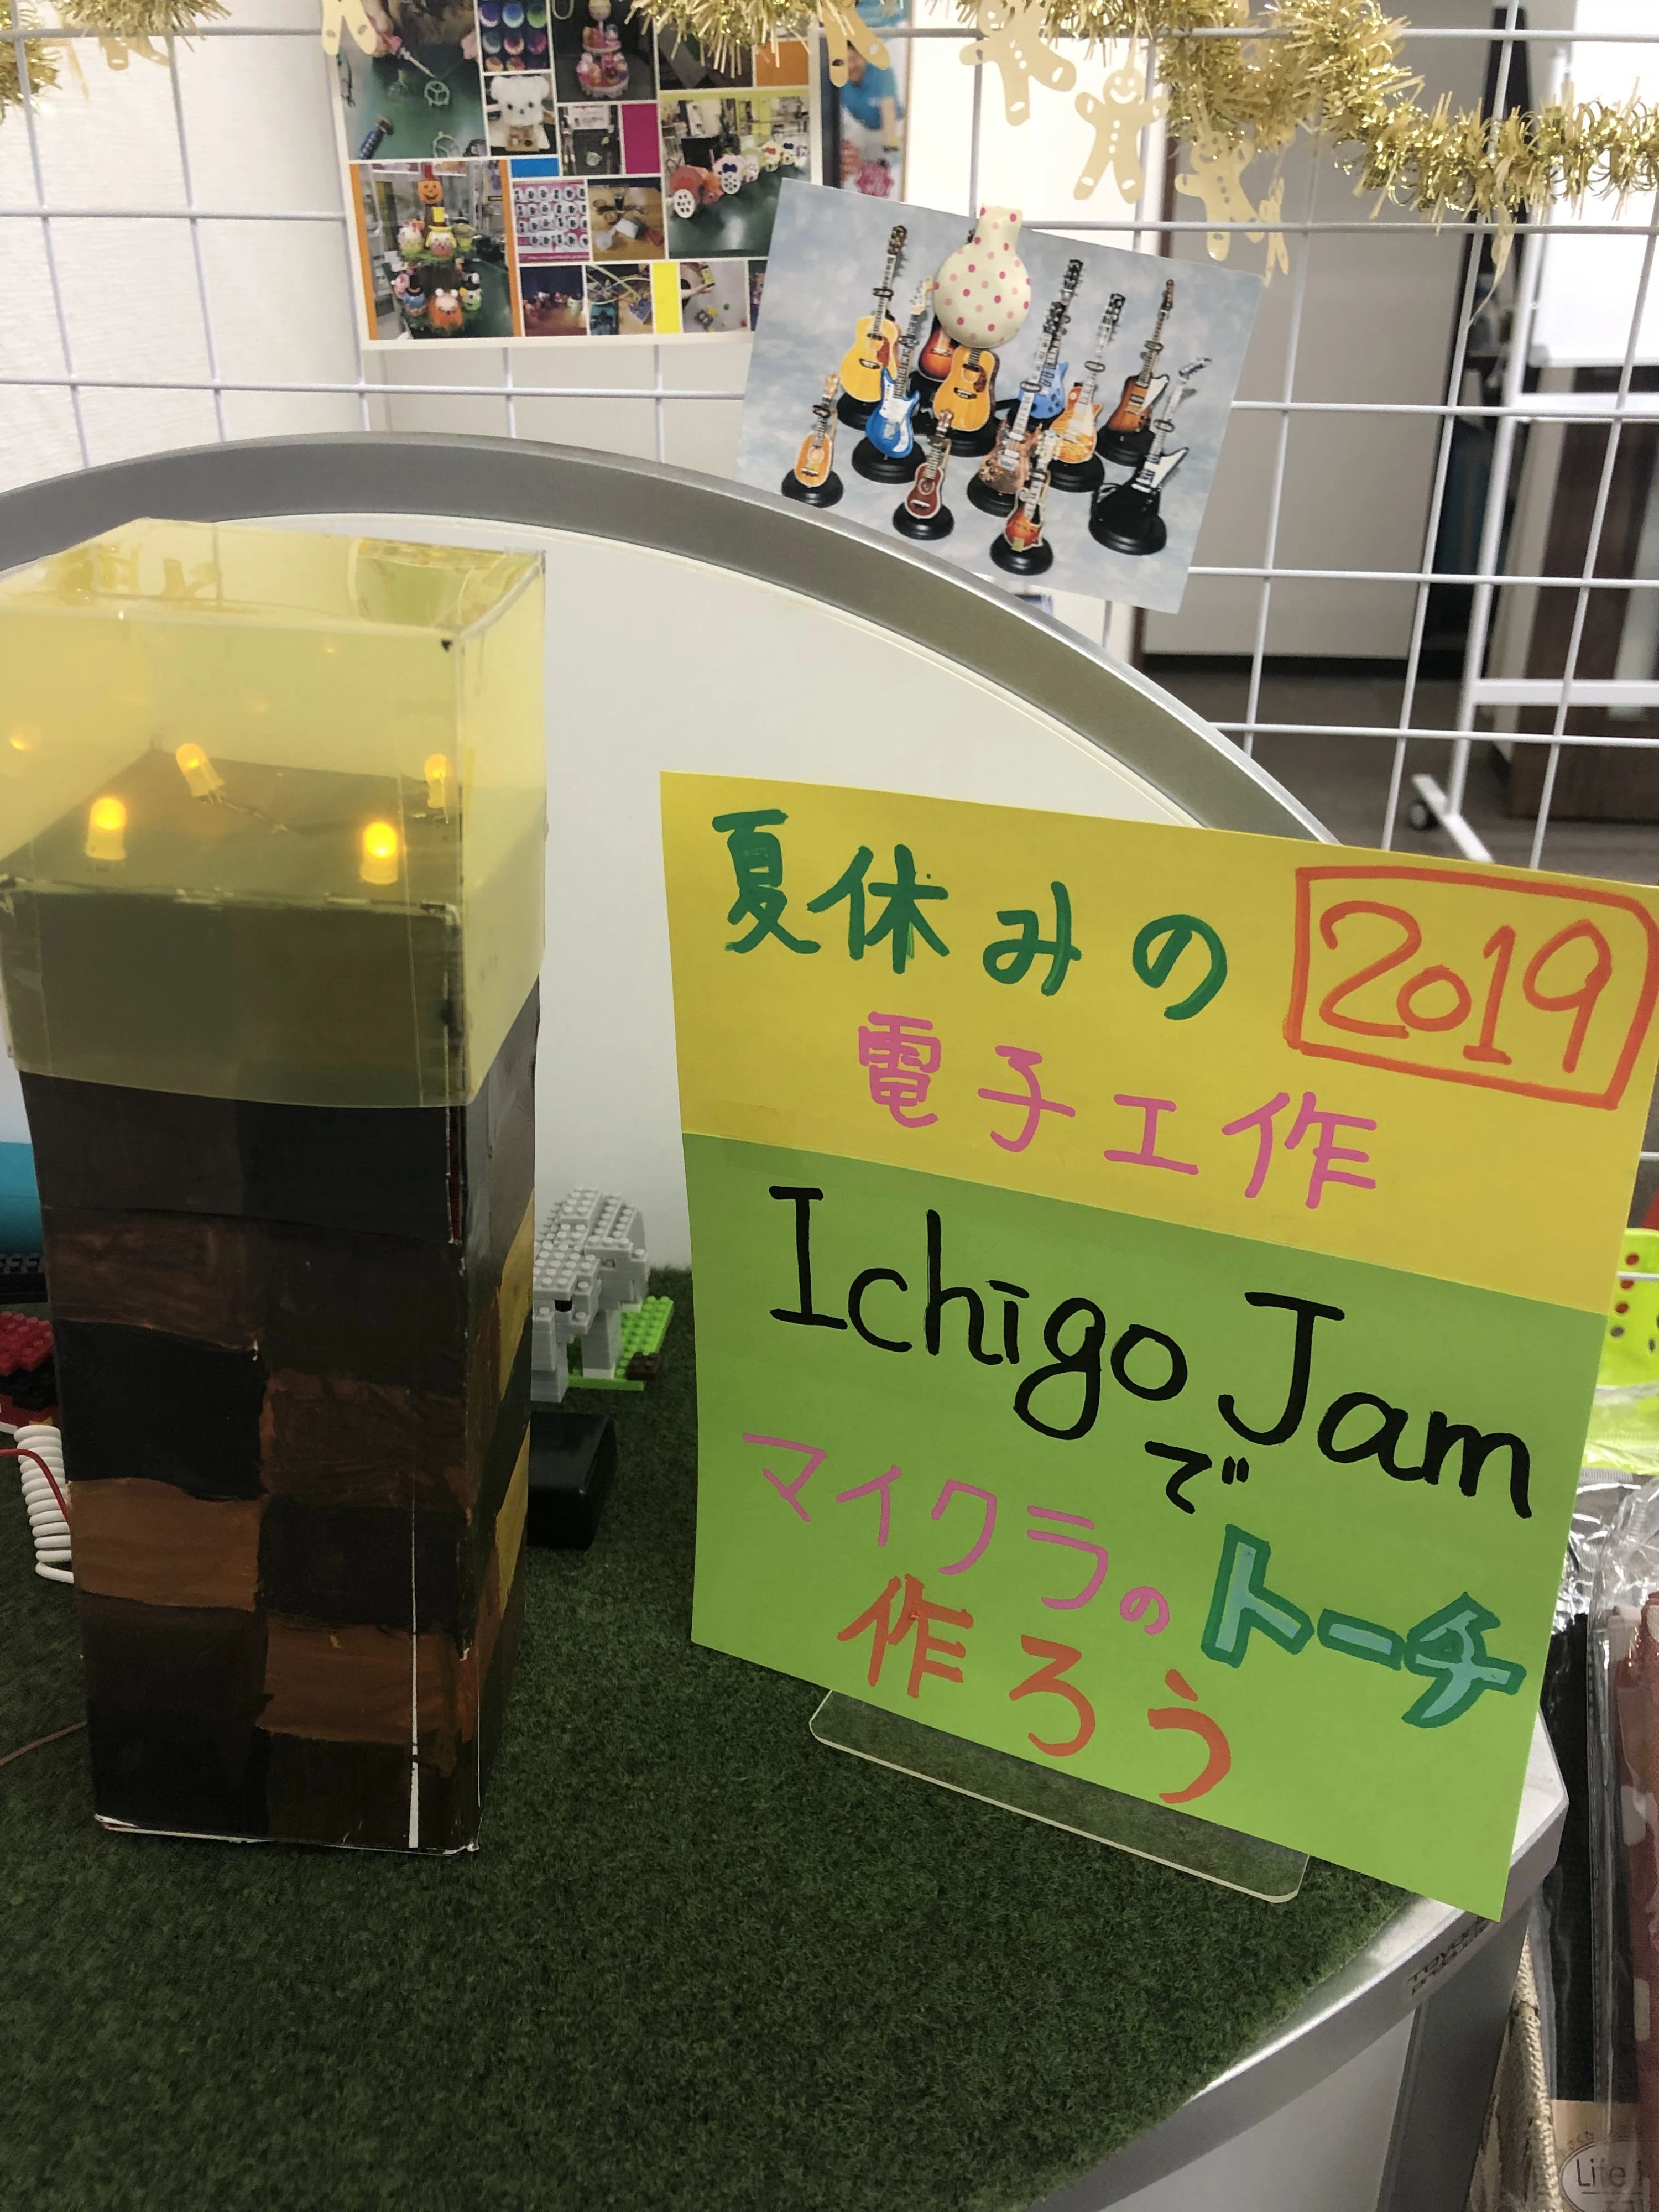 夏休みの 2019
電子工作
IchigoJam
で
マイクラのトーチ
作ろう
Life